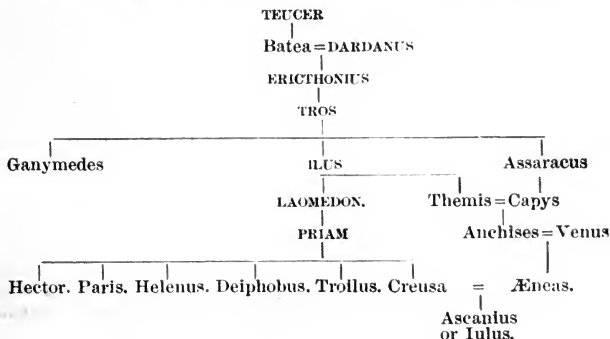 TEUCER
Batea = DARDANUS
ERICTHONIUS
TROS
Ganymedes ILUS Assaracus
LAOMEDON. Themis = Capys
PRIAM Anchises = Venus
Hector. Paris. Helenus. Deiphobus. Troilus. Creusa = Æneas.
Ascanius
or Iulus.